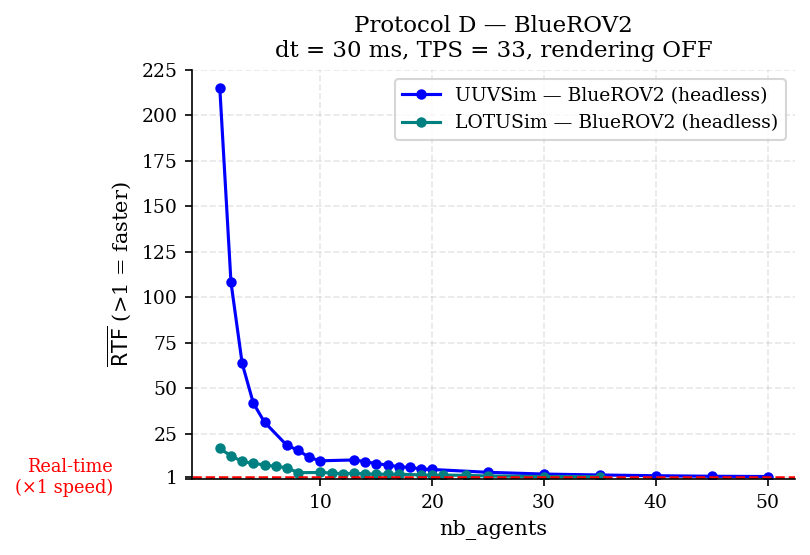 Protocol D — BlueROV2
dt = 30 ms, TPS = 33, rendering OFF
UUVSim — BlueROV2 (headless)
LOTUSim — BlueROV2 (headless)
RTF (>1 = faster)
225
200
175
150
125
100
75
50
25
1
Real-time
(×1 speed)
10
20
30
40
50
nb_agents